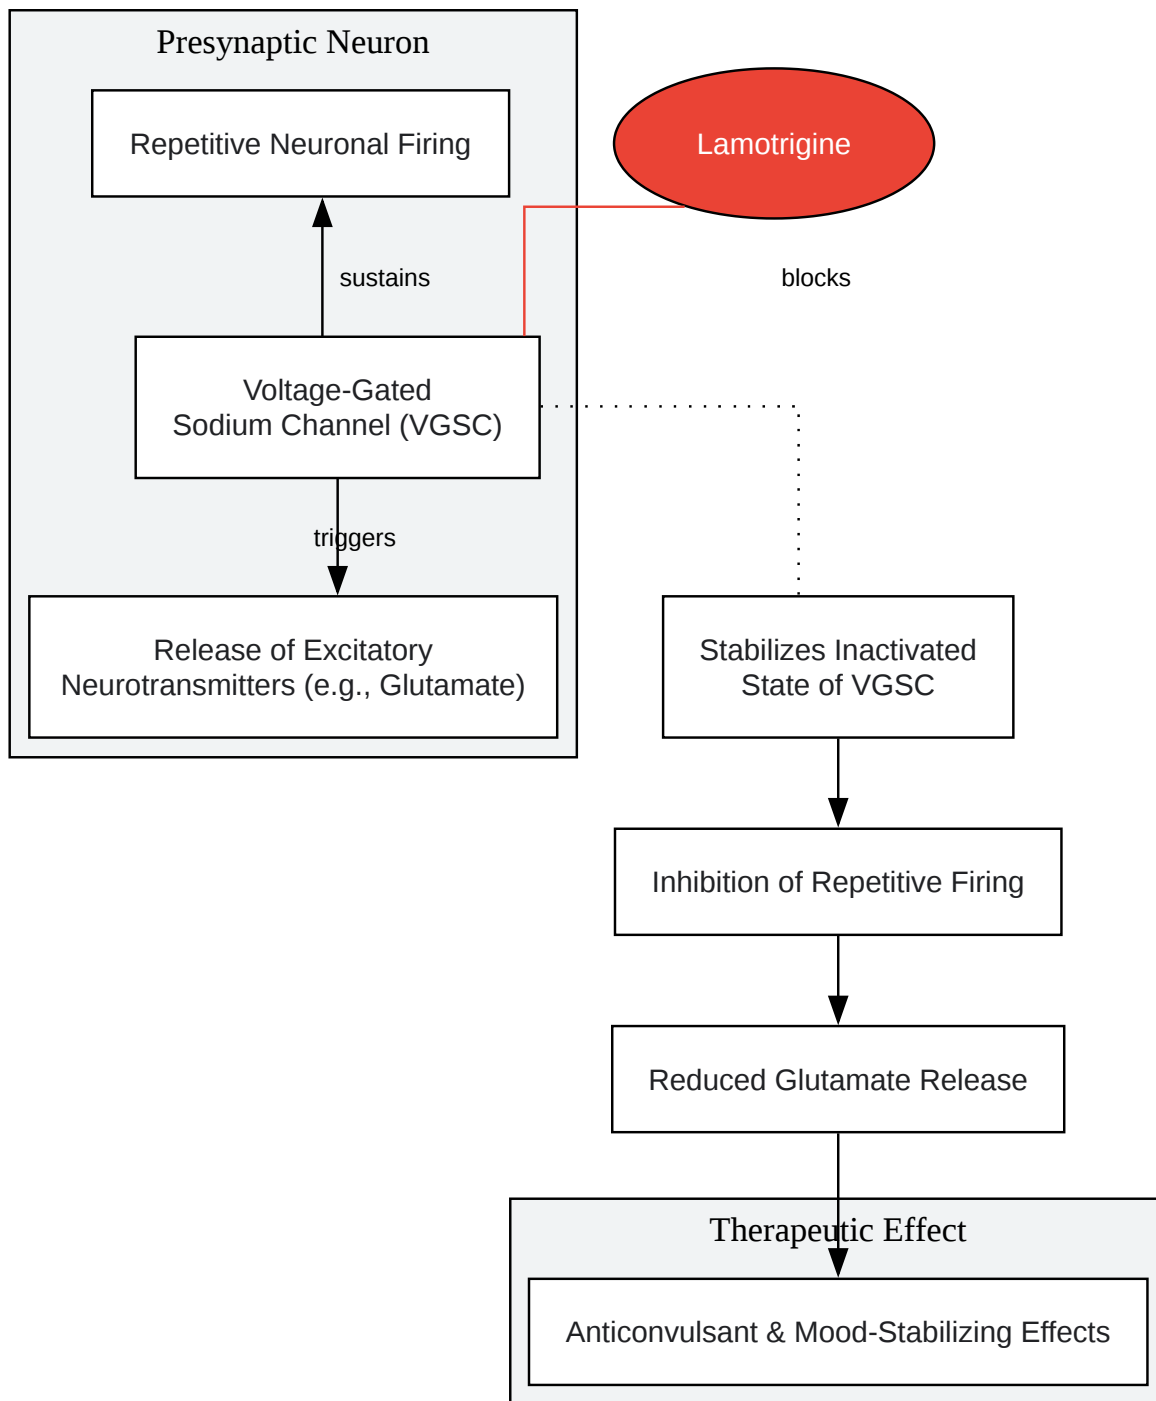 Presynaptic Neuron
Repetitive Neuronal Firing
Lamotrigine
sustains
blocks
Voltage-Gated
Sodium Channel (VGSC)
triggers
Release of Excitatory
Neurotransmitters (e.g., Glutamate)
Stabilizes Inactivated
State of VGSC
Inhibition of Repetitive Firing
Reduced Glutamate Release
Therapeutic Effect
Anticonvulsant & Mood-Stabilizing Effects